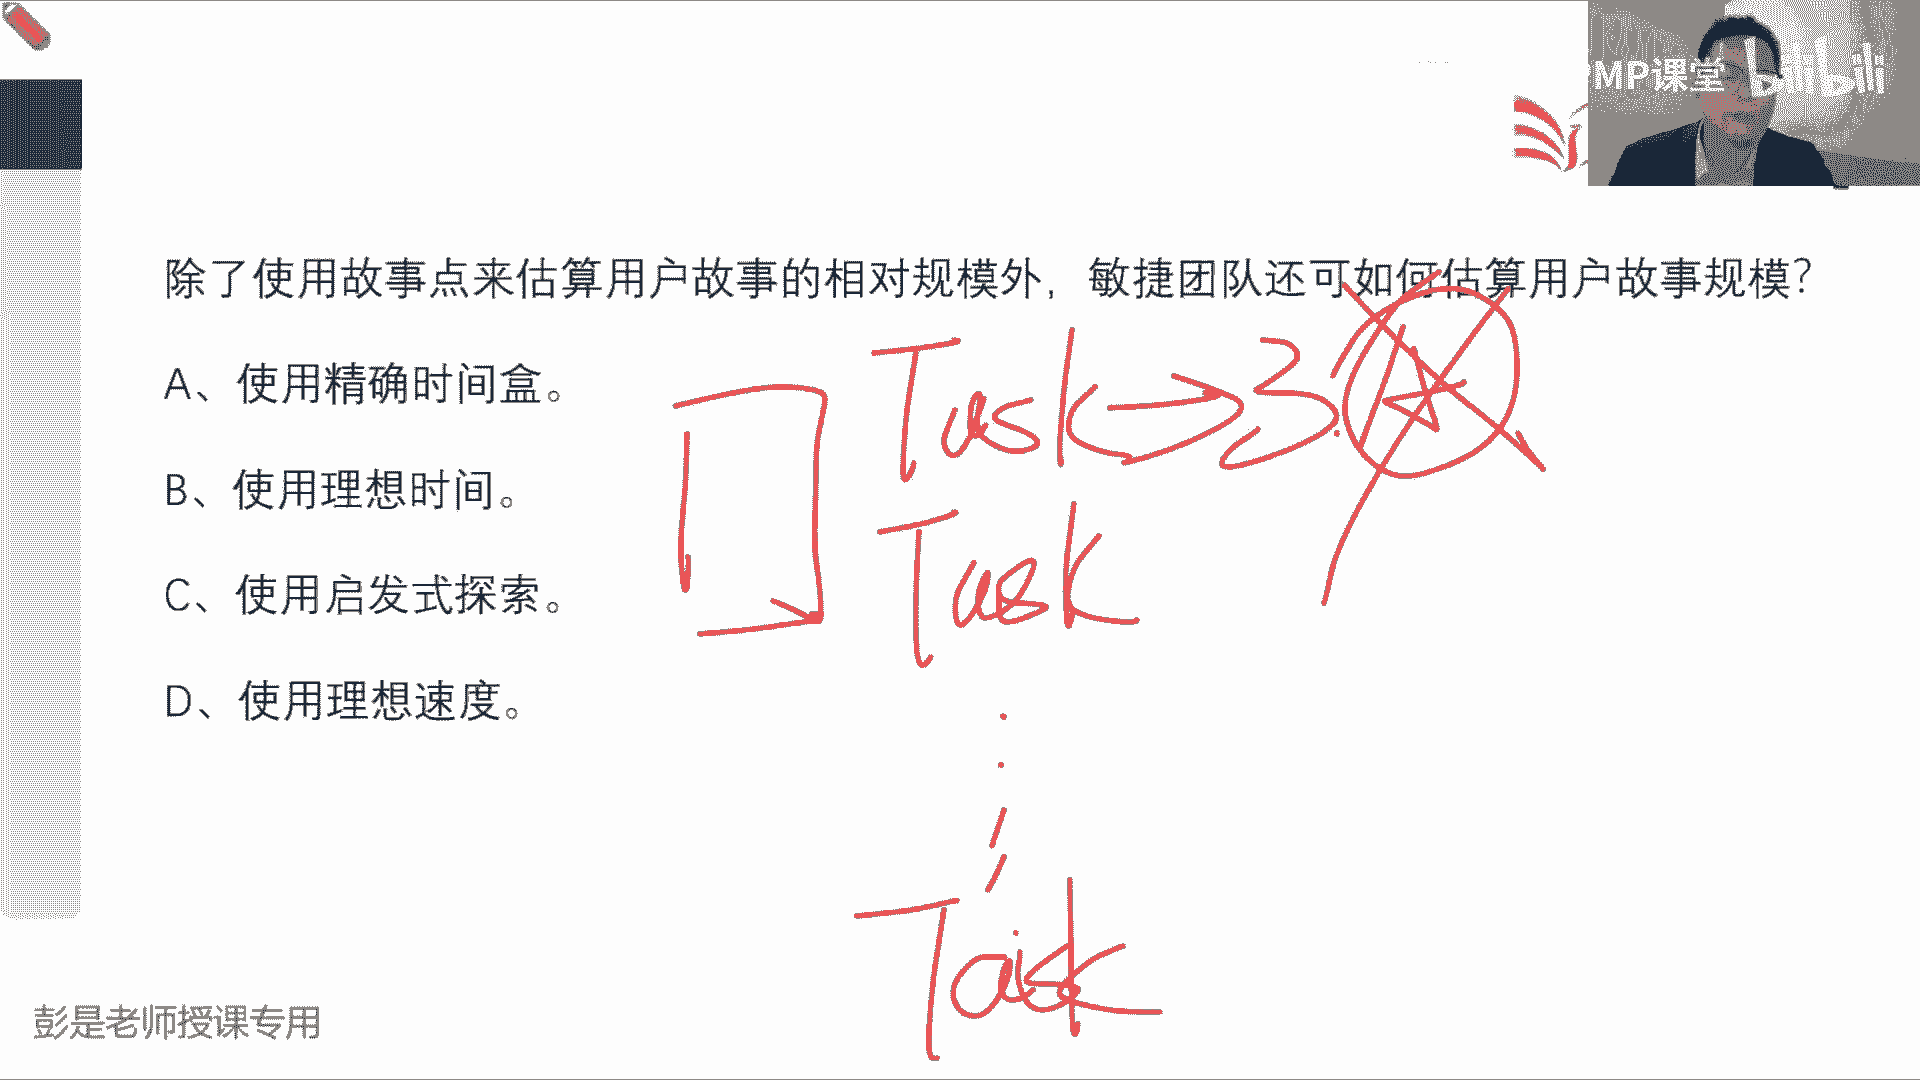 PMP课堂 bilibili
除了使用故事点来估算用户故事的相对规模外，敏捷团队还可如何估算用户故事规模？
A、使用精确时间盒。
B、使用理想时间。
C、使用启发式探索。
D、使用理想速度。
Task→3.
Task
Task
彭是老师授课专用